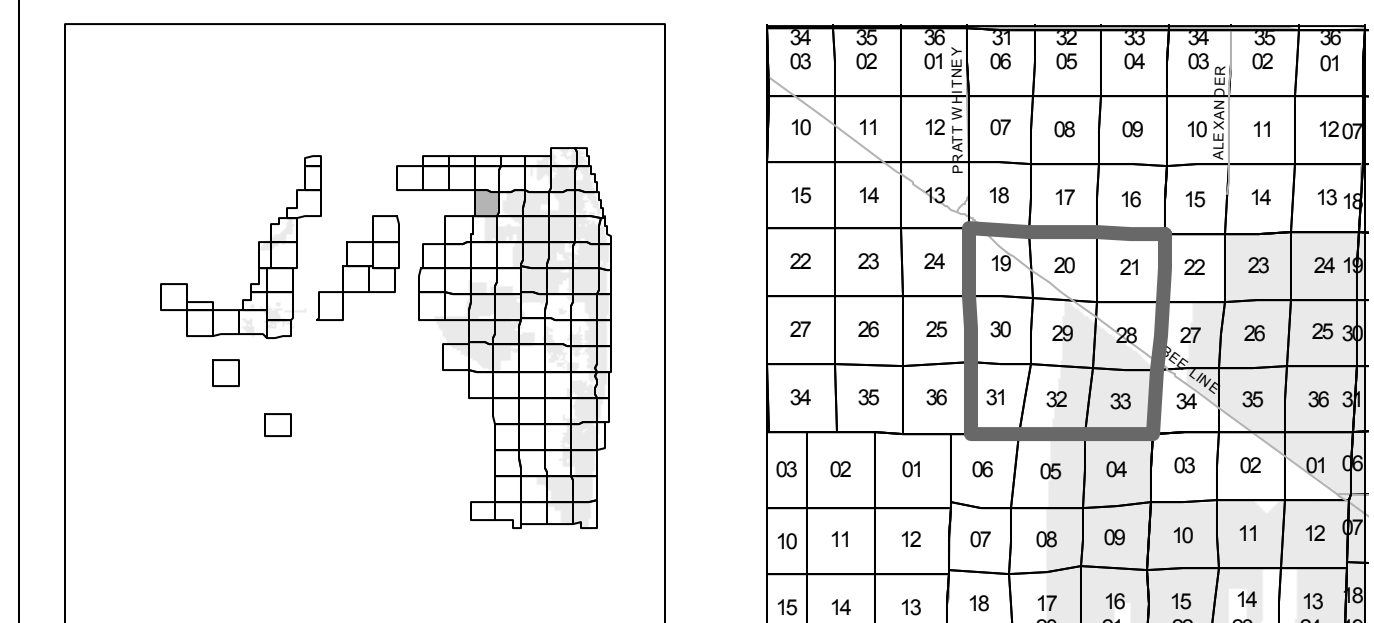 34 35 36 31 32 33 34 35 36
03 02 01 06 05 04 03 02 01
PRATT WHITNEY
ALEXANDER
10 11 12 07 08 09 10 11 12 07
15 14 13 18 17 16 15 14 13 18
22 23 24 19 20 21 22 23 24 19
27 26 25 30 29 28 27 26 25 30
BEE LINE
34 35 36 31 32 33 34 35 36 31
03 02 01 06 05 04 03 02 01 06
10 11 12 07 08 09 10 11 12 07
15 14 13 18 17 16 15 14 13 18